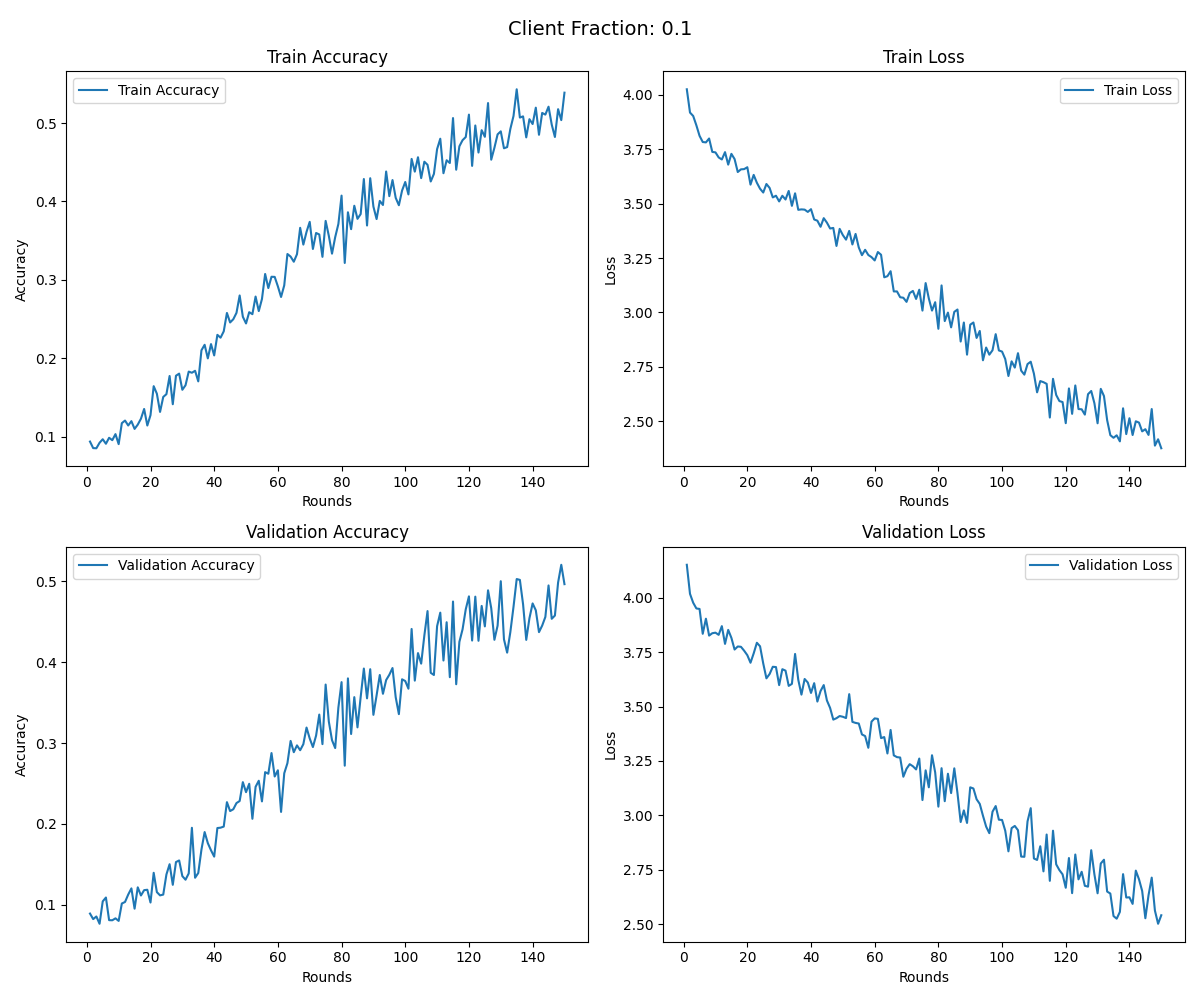 Client Fraction: 0.1
Train Accuracy
Train Accuracy
Accuracy
0.5
0.4
0.3
0.2
0.1
0 20 40 60 80 100 120 140
Rounds
Train Loss
Train Loss
Loss
4.00
3.75
3.50
3.25
3.00
2.75
2.50
0 20 40 60 80 100 120 140
Rounds
Validation Accuracy
Validation Accuracy
Accuracy
0.5
0.4
0.3
0.2
0.1
0 20 40 60 80 100 120 140
Rounds
Validation Loss
Validation Loss
Loss
4.00
3.75
3.50
3.25
3.00
2.75
2.50
0 20 40 60 80 100 120 140
Rounds